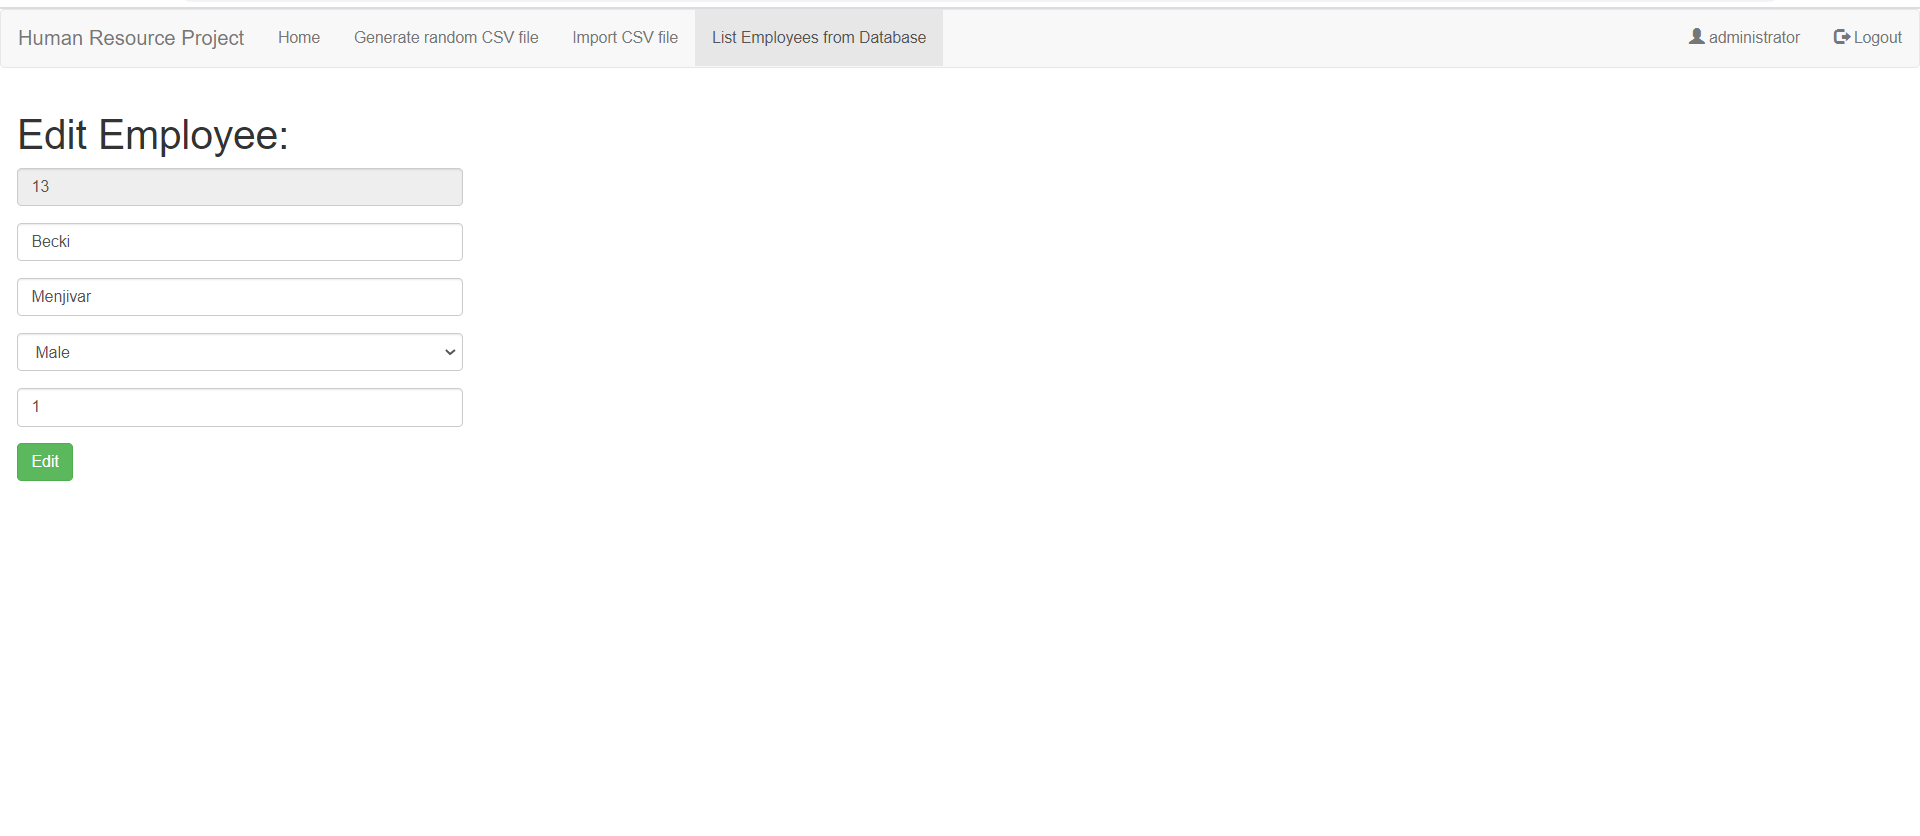 Human Resource Project Home Generate random CSV file Import CSV file List Employees from Database administrator Logout
Edit Employee:
13
Becki
Menjivar
Male
1
Edit